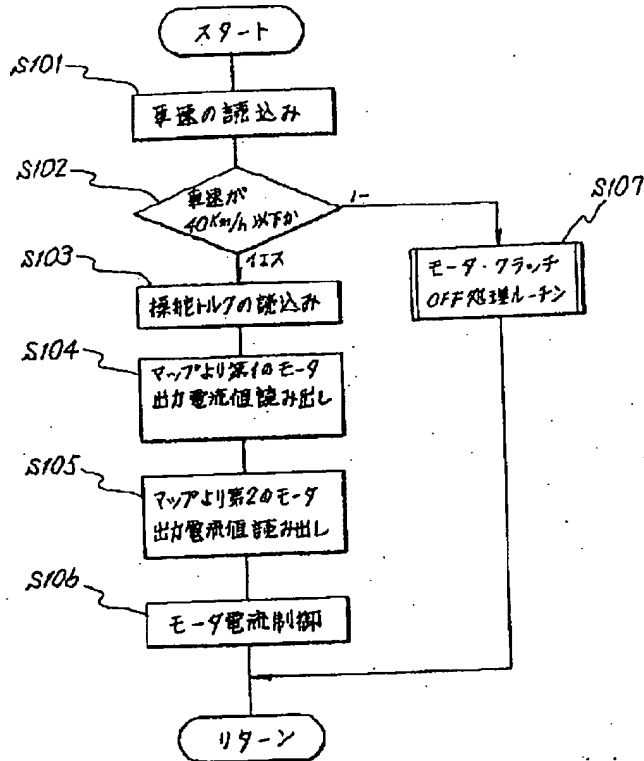 スタート
S101
車速の読込み
S102
車速が
40Km/h以下か
ノー
イエス
S107
モータ・クラッチ
OFF処理ルーチン
S103
操舵トルクの読込み
S104
マップより第1のモータ
出力電流値読み出し
S105
マップより第2のモータ
出力電流値読み出し
S106
モータ電流制御
リターン